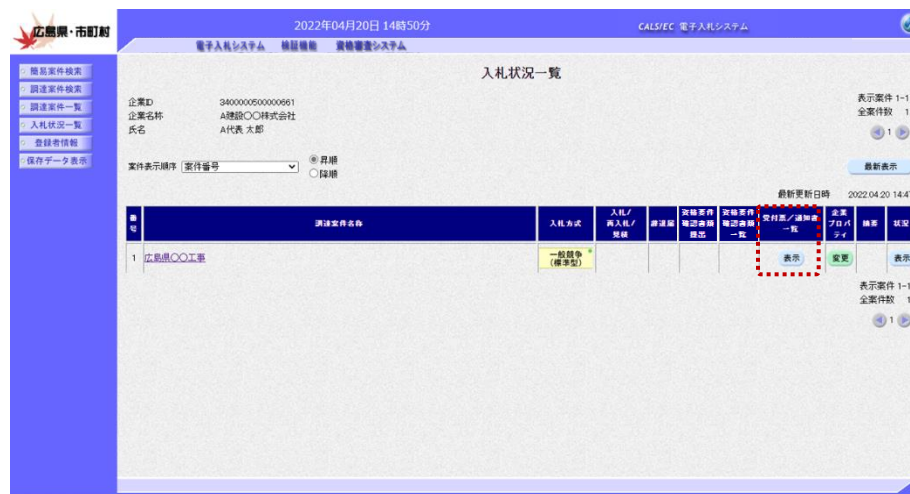 広島県・市町村
2022年04月20日 14時50分
CALS/EC 電子入札システム
電子入札システム 検証機能 資格審査システム
簡易案件検索
調達案件検索
調達案件一覧
入札状況一覧
登録者情報
保存データ表示
入札状況一覧
企業ID 3400000500000661
企業名称 A建設○○株式会社
氏名 A代表 太郎
表示案件 1-1
全案件数 1
1
案件表示順序 案件番号
昇順
降順
最新表示
最新更新日時 2022.04.20 14:47
番号
調達案件名称
入札方式
入札/再入札/見積
辞退届
資格要件確認書類提出
資格要件確認書類一覧
受付票/通知書一覧
企業プロパティ
摘要
状況
1 広島県○○工事 一般競争(標準型) 表示 変更 表示
表示案件 1-1
全案件数 1
1